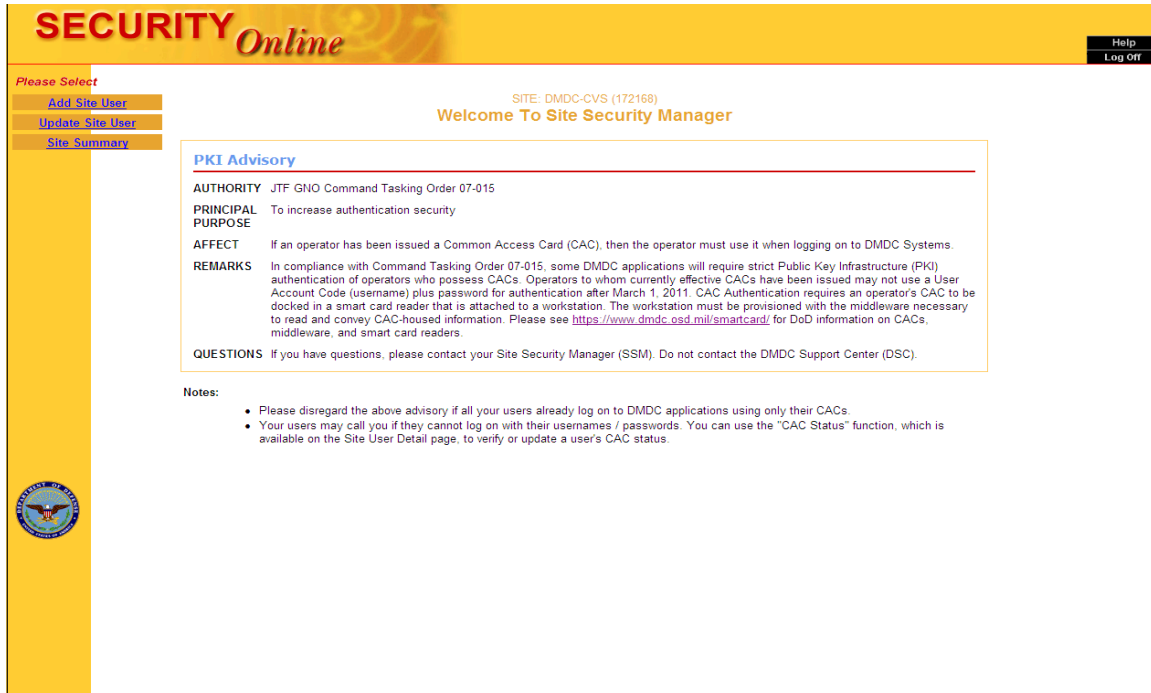 SECURITY Online
Help
Log Off
Please Select
Add Site User
Update Site User
Site Summary
SITE: DMDC-CVS (172168)
Welcome To Site Security Manager
PKI Advisory
AUTHORITY JTF GNO Command Tasking Order 07-015
PRINCIPAL PURPOSE To increase authentication security
AFFECT If an operator has been issued a Common Access Card (CAC), then the operator must use it when logging on to DMDC Systems.
REMARKS In compliance with Command Tasking Order 07-015, some DMDC applications will require strict Public Key Infrastructure (PKI)
authentication of operators who possess CACs. Operators to whom currently effective CACs have been issued may not use a User
Account Code (username) plus password for authentication after March 1, 2011. CAC Authentication requires an operator's CAC to be
docked in a smart card reader that is attached to a workstation. The workstation must be provisioned with the middleware necessary
to read and convey CAC-housed information. Please see https://www.dmdc.osd.mil/smartcard/ for DoD information on CACs,
middleware, and smart card readers.
QUESTIONS If you have questions, please contact your Site Security Manager (SSM). Do not contact the DMDC Support Center (DSC).
Notes:
• Please disregard the above advisory if all your users already log on to DMDC applications using only their CACs.
• Your users may call you if they cannot log on with their usernames / passwords. You can use the "CAC Status" function, which is
available on the Site User Detail page, to verify or update a user's CAC status.
DEPARTMENT OF DEFENSE
UNITED STATES OF AMERICA